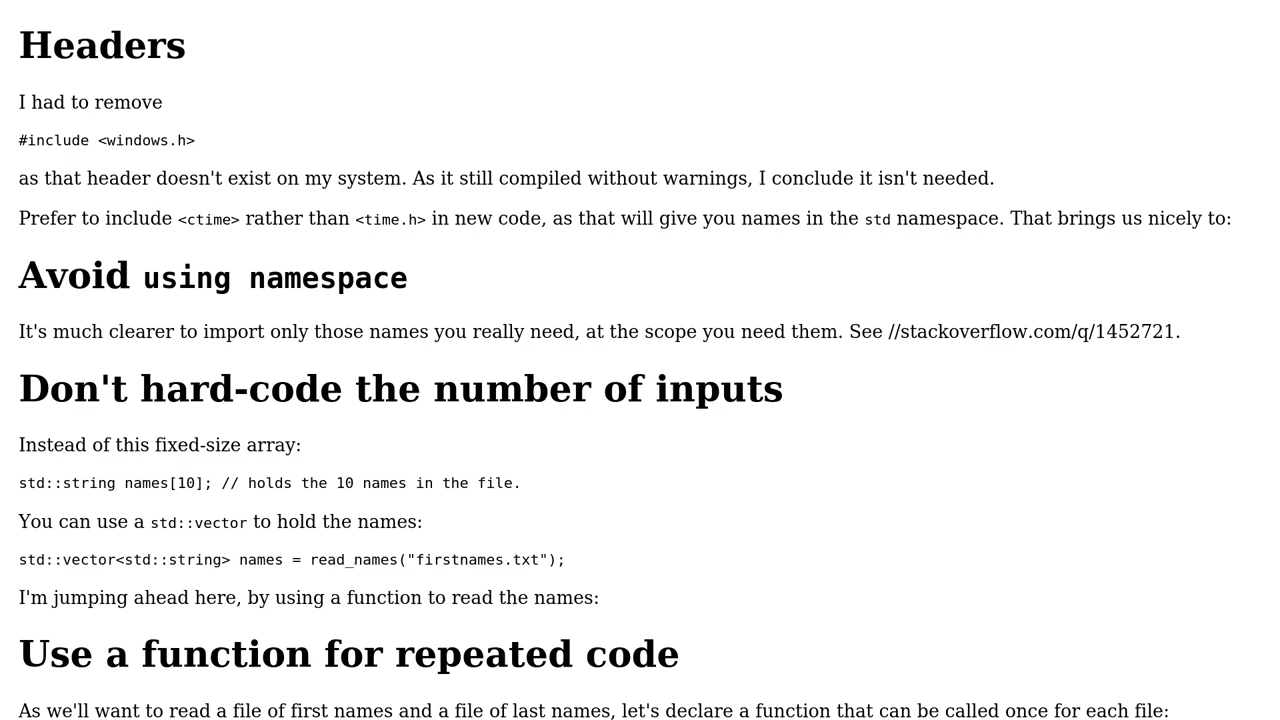 Headers
I had to remove
#include <windows.h>
as that header doesn't exist on my system. As it still compiled without warnings, I conclude it isn't needed.
Prefer to include <ctime> rather than <time.h> in new code, as that will give you names in the std namespace. That brings us nicely to:
Avoid using namespace
It's much clearer to import only those names you really need, at the scope you need them. See //stackoverflow.com/q/1452721.
Don't hard-code the number of inputs
Instead of this fixed-size array:
std::string names[10]; // holds the 10 names in the file.
You can use a std::vector to hold the names:
std::vector<std::string> names = read_names("firstnames.txt");
I'm jumping ahead here, by using a function to read the names:
Use a function for repeated code
As we'll want to read a file of first names and a file of last names, let's declare a function that can be called once for each file: